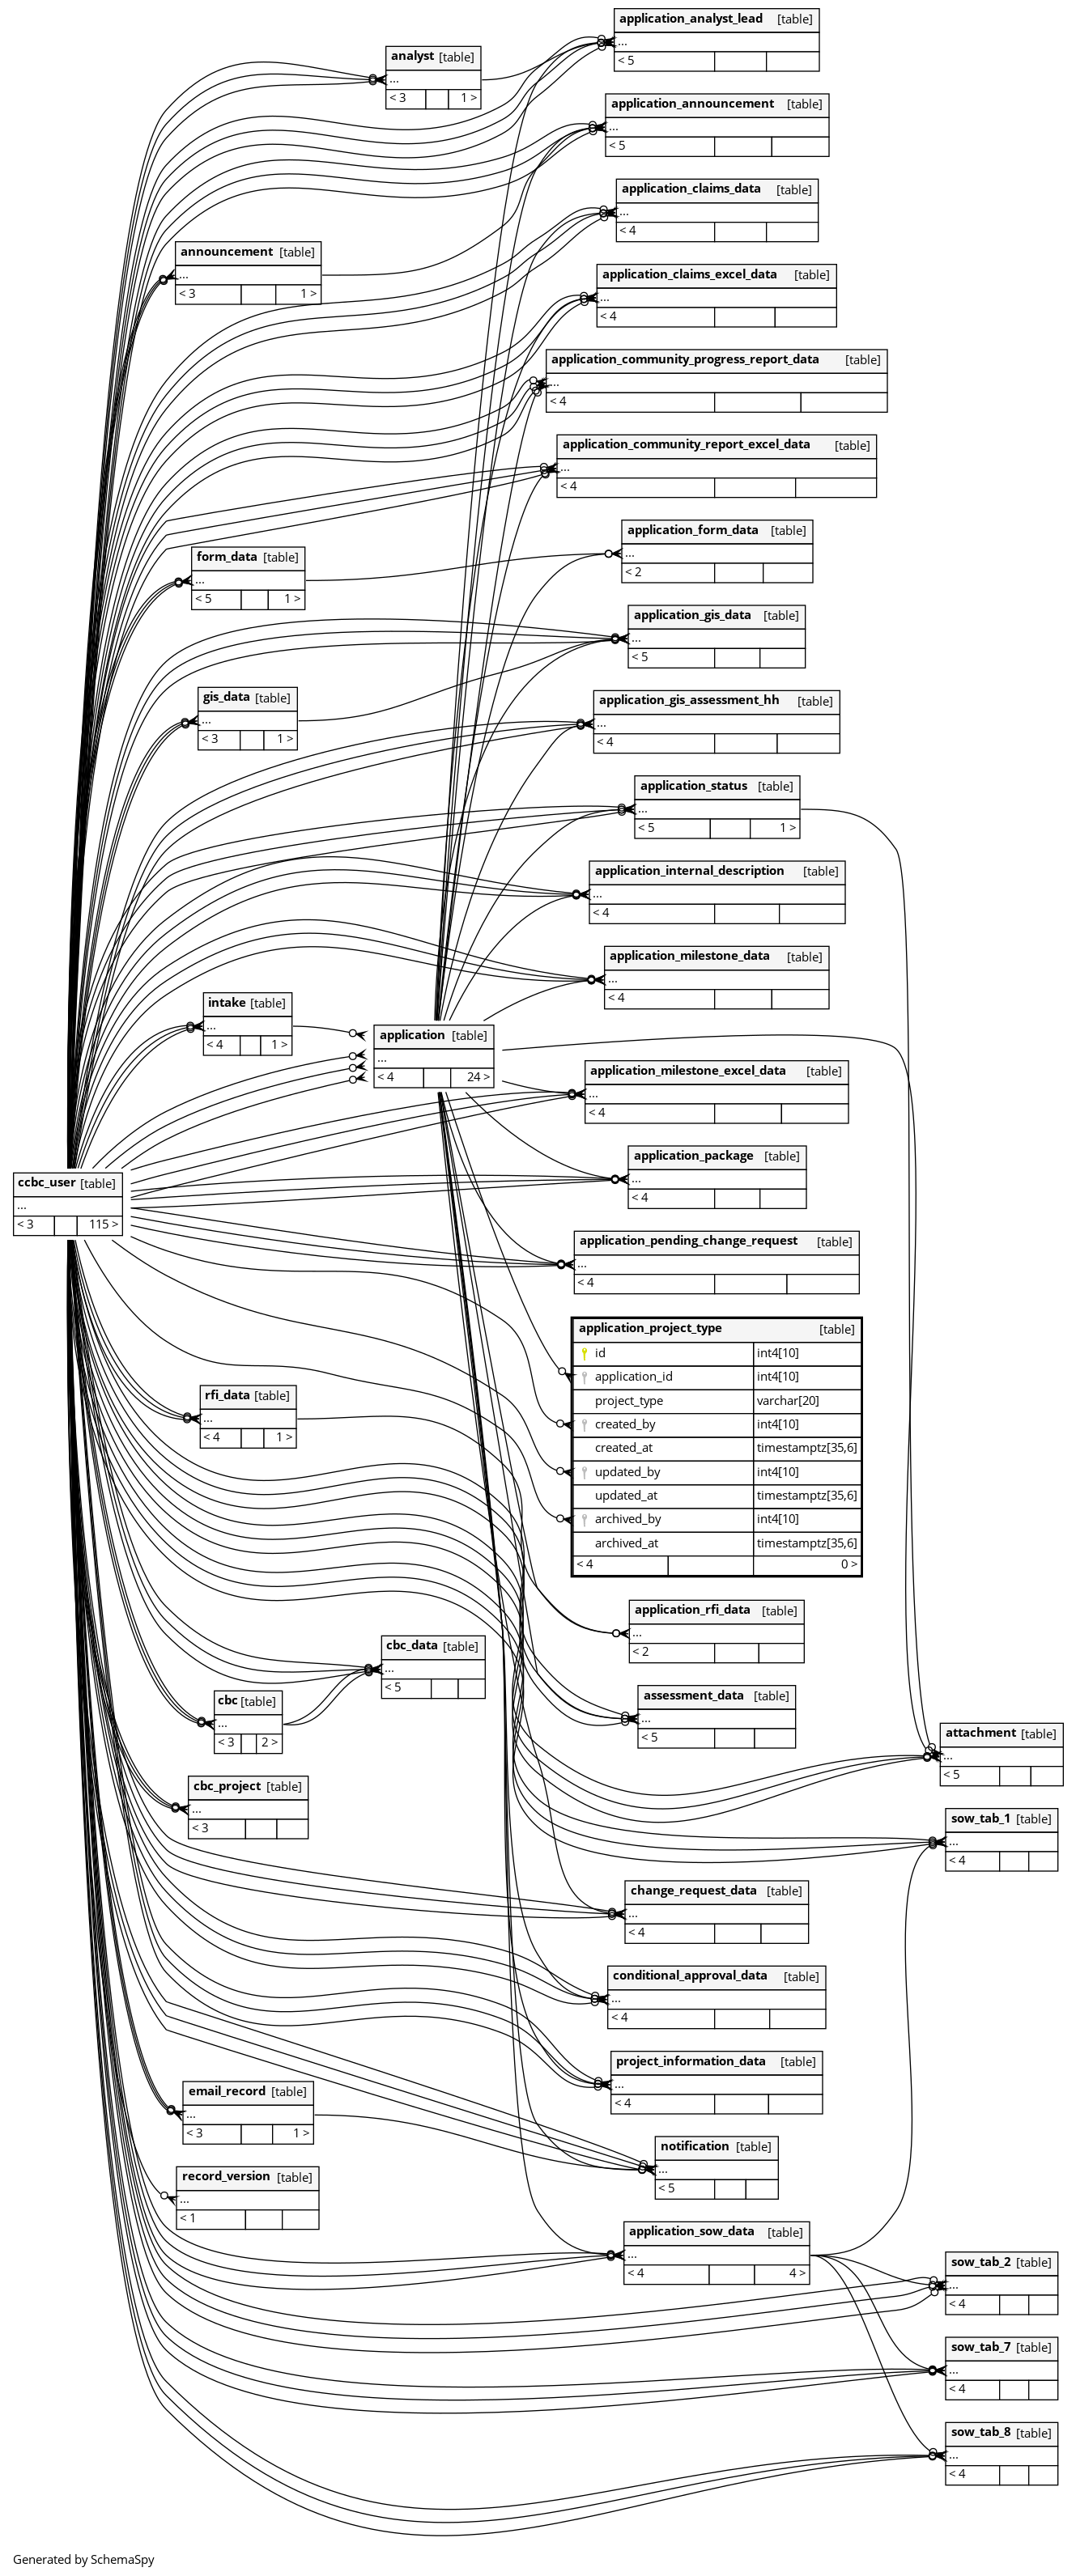 application_analyst_lead [table]
...
< 5
analyst [table]
...
< 3 1 >
application_announcement [table]
...
< 5
application_claims_data [table]
...
< 4
announcement [table]
...
< 3 1 >
application_claims_excel_data [table]
...
< 4
application_community_progress_report_data [table]
...
< 4
application_community_report_excel_data [table]
...
< 4
application_form_data [table]
...
< 2
form_data [table]
...
< 5 1 >
application_gis_data [table]
...
< 5
gis_data [table]
...
< 3 1 >
application_gis_assessment_hh [table]
...
< 4
application_status [table]
...
< 5 1 >
application_internal_description [table]
...
< 4
application_milestone_data [table]
...
< 4
intake [table]
...
< 4 1 >
application [table]
...
< 4 24 >
application_milestone_excel_data [table]
...
< 4
application_package [table]
...
< 4
ccbc_user [table]
...
< 3 115 >
application_pending_change_request [table]
...
< 4
application_project_type [table]
id int4[10]
application_id int4[10]
project_type varchar[20]
created_by int4[10]
created_at timestamptz[35,6]
updated_by int4[10]
updated_at timestamptz[35,6]
archived_by int4[10]
archived_at timestamptz[35,6]
< 4 0 >
rfi_data [table]
...
< 4 1 >
application_rfi_data [table]
...
< 2
cbc_data [table]
...
< 5
assessment_data [table]
...
< 5
cbc [table]
...
< 3 2 >
attachment [table]
...
< 5
cbc_project [table]
...
< 3
sow_tab_1 [table]
...
< 4
change_request_data [table]
...
< 4
conditional_approval_data [table]
...
< 4
project_information_data [table]
...
< 4
email_record [table]
...
< 3 1 >
notification [table]
...
< 5
record_version [table]
...
< 1
application_sow_data [table]
...
< 4 4 >
sow_tab_2 [table]
...
< 4
sow_tab_7 [table]
...
< 4
sow_tab_8 [table]
...
< 4
Generated by SchemaSpy